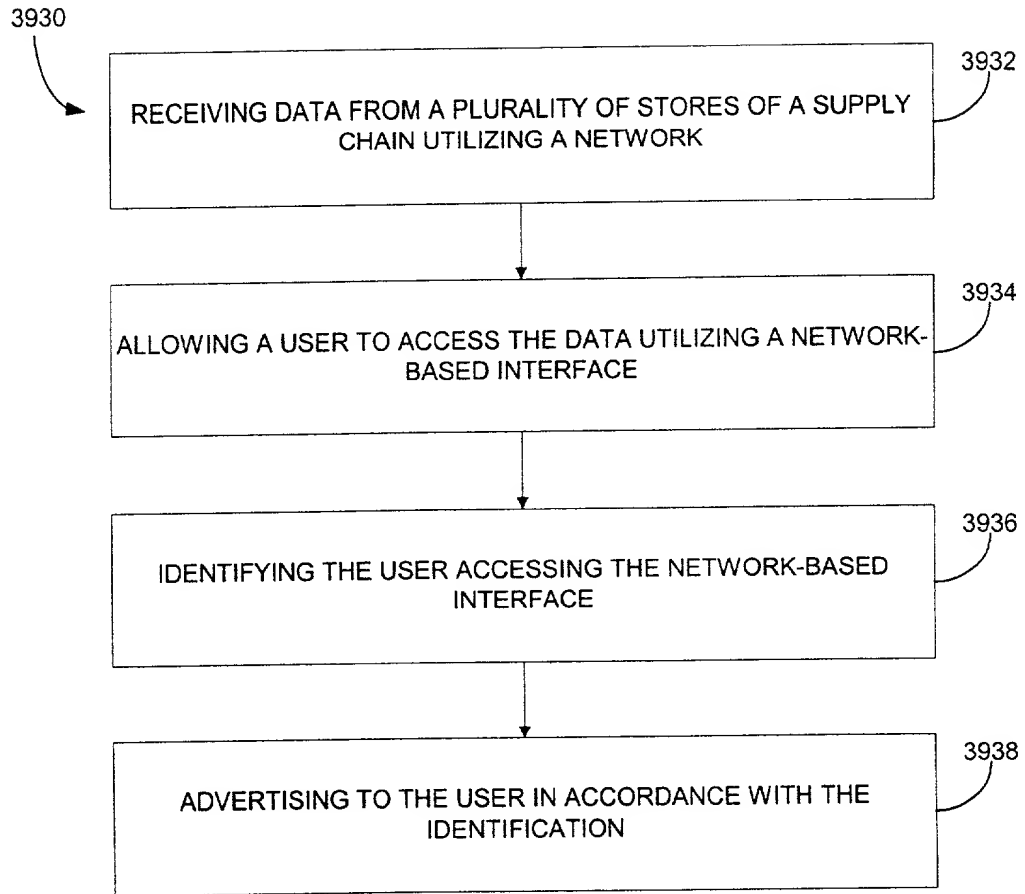 3930
3932
RECEIVING DATA FROM A PLURALITY OF STORES OF A SUPPLY
CHAIN UTILIZING A NETWORK
3934
ALLOWING A USER TO ACCESS THE DATA UTILIZING A NETWORK-
BASED INTERFACE
3936
IDENTIFYING THE USER ACCESSING THE NETWORK-BASED
INTERFACE
3938
ADVERTISING TO THE USER IN ACCORDANCE WITH THE
IDENTIFICATION